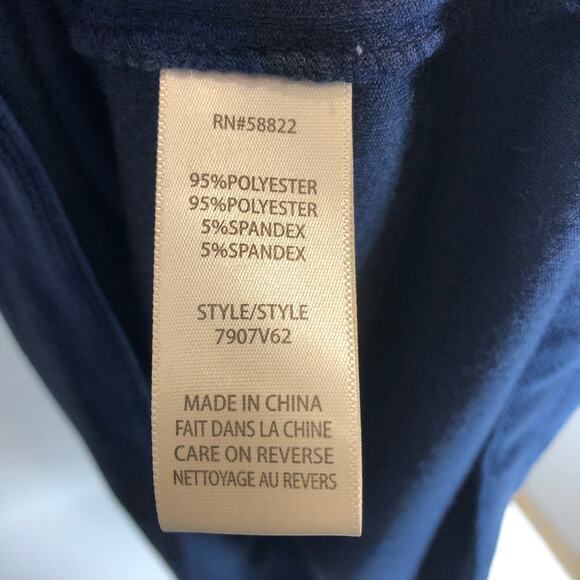 RN#58822
95%POLYESTER
95%POLYESTER
5%SPANDEX
5%SPANDEX
STYLE/STYLE
7907V62
MADE IN CHINA
FAIT DANS LA CHINE
CARE ON REVERSE
NETTOYAGE AU REVERS